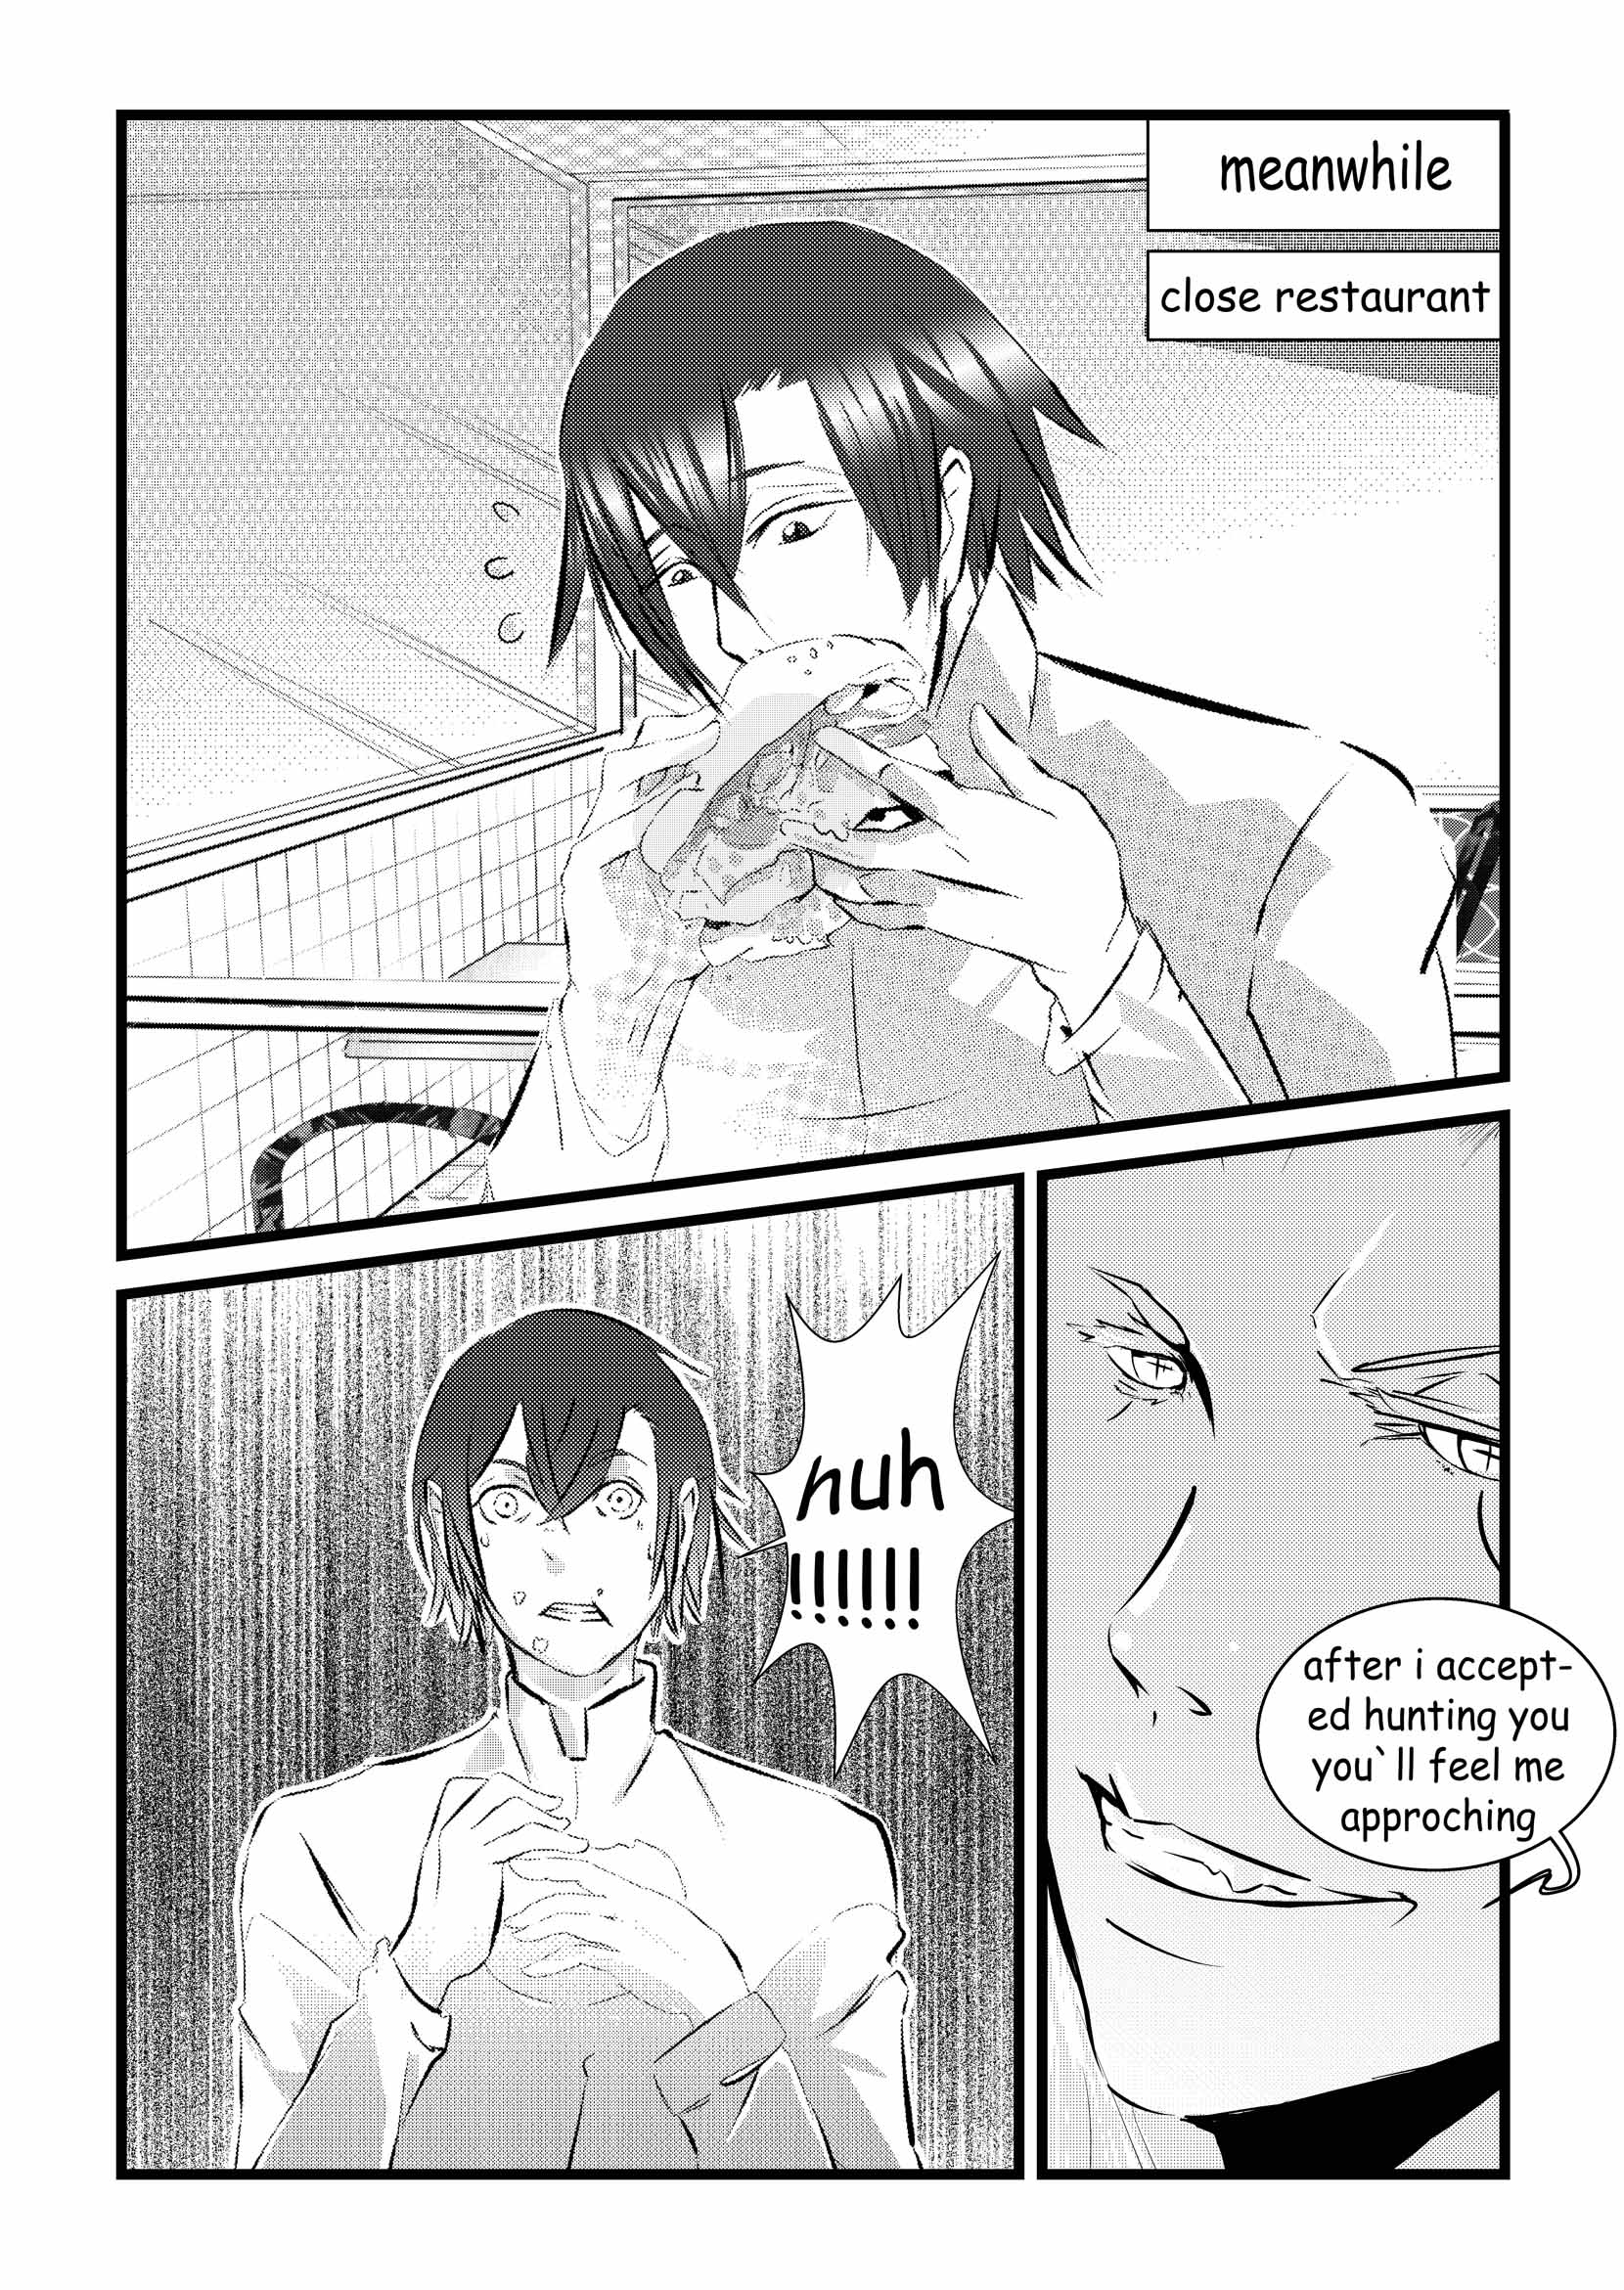 meanwhile
close restaurant
after i accept-
ed hunting you
you`ll feel me
approching
huh
!!!!!!